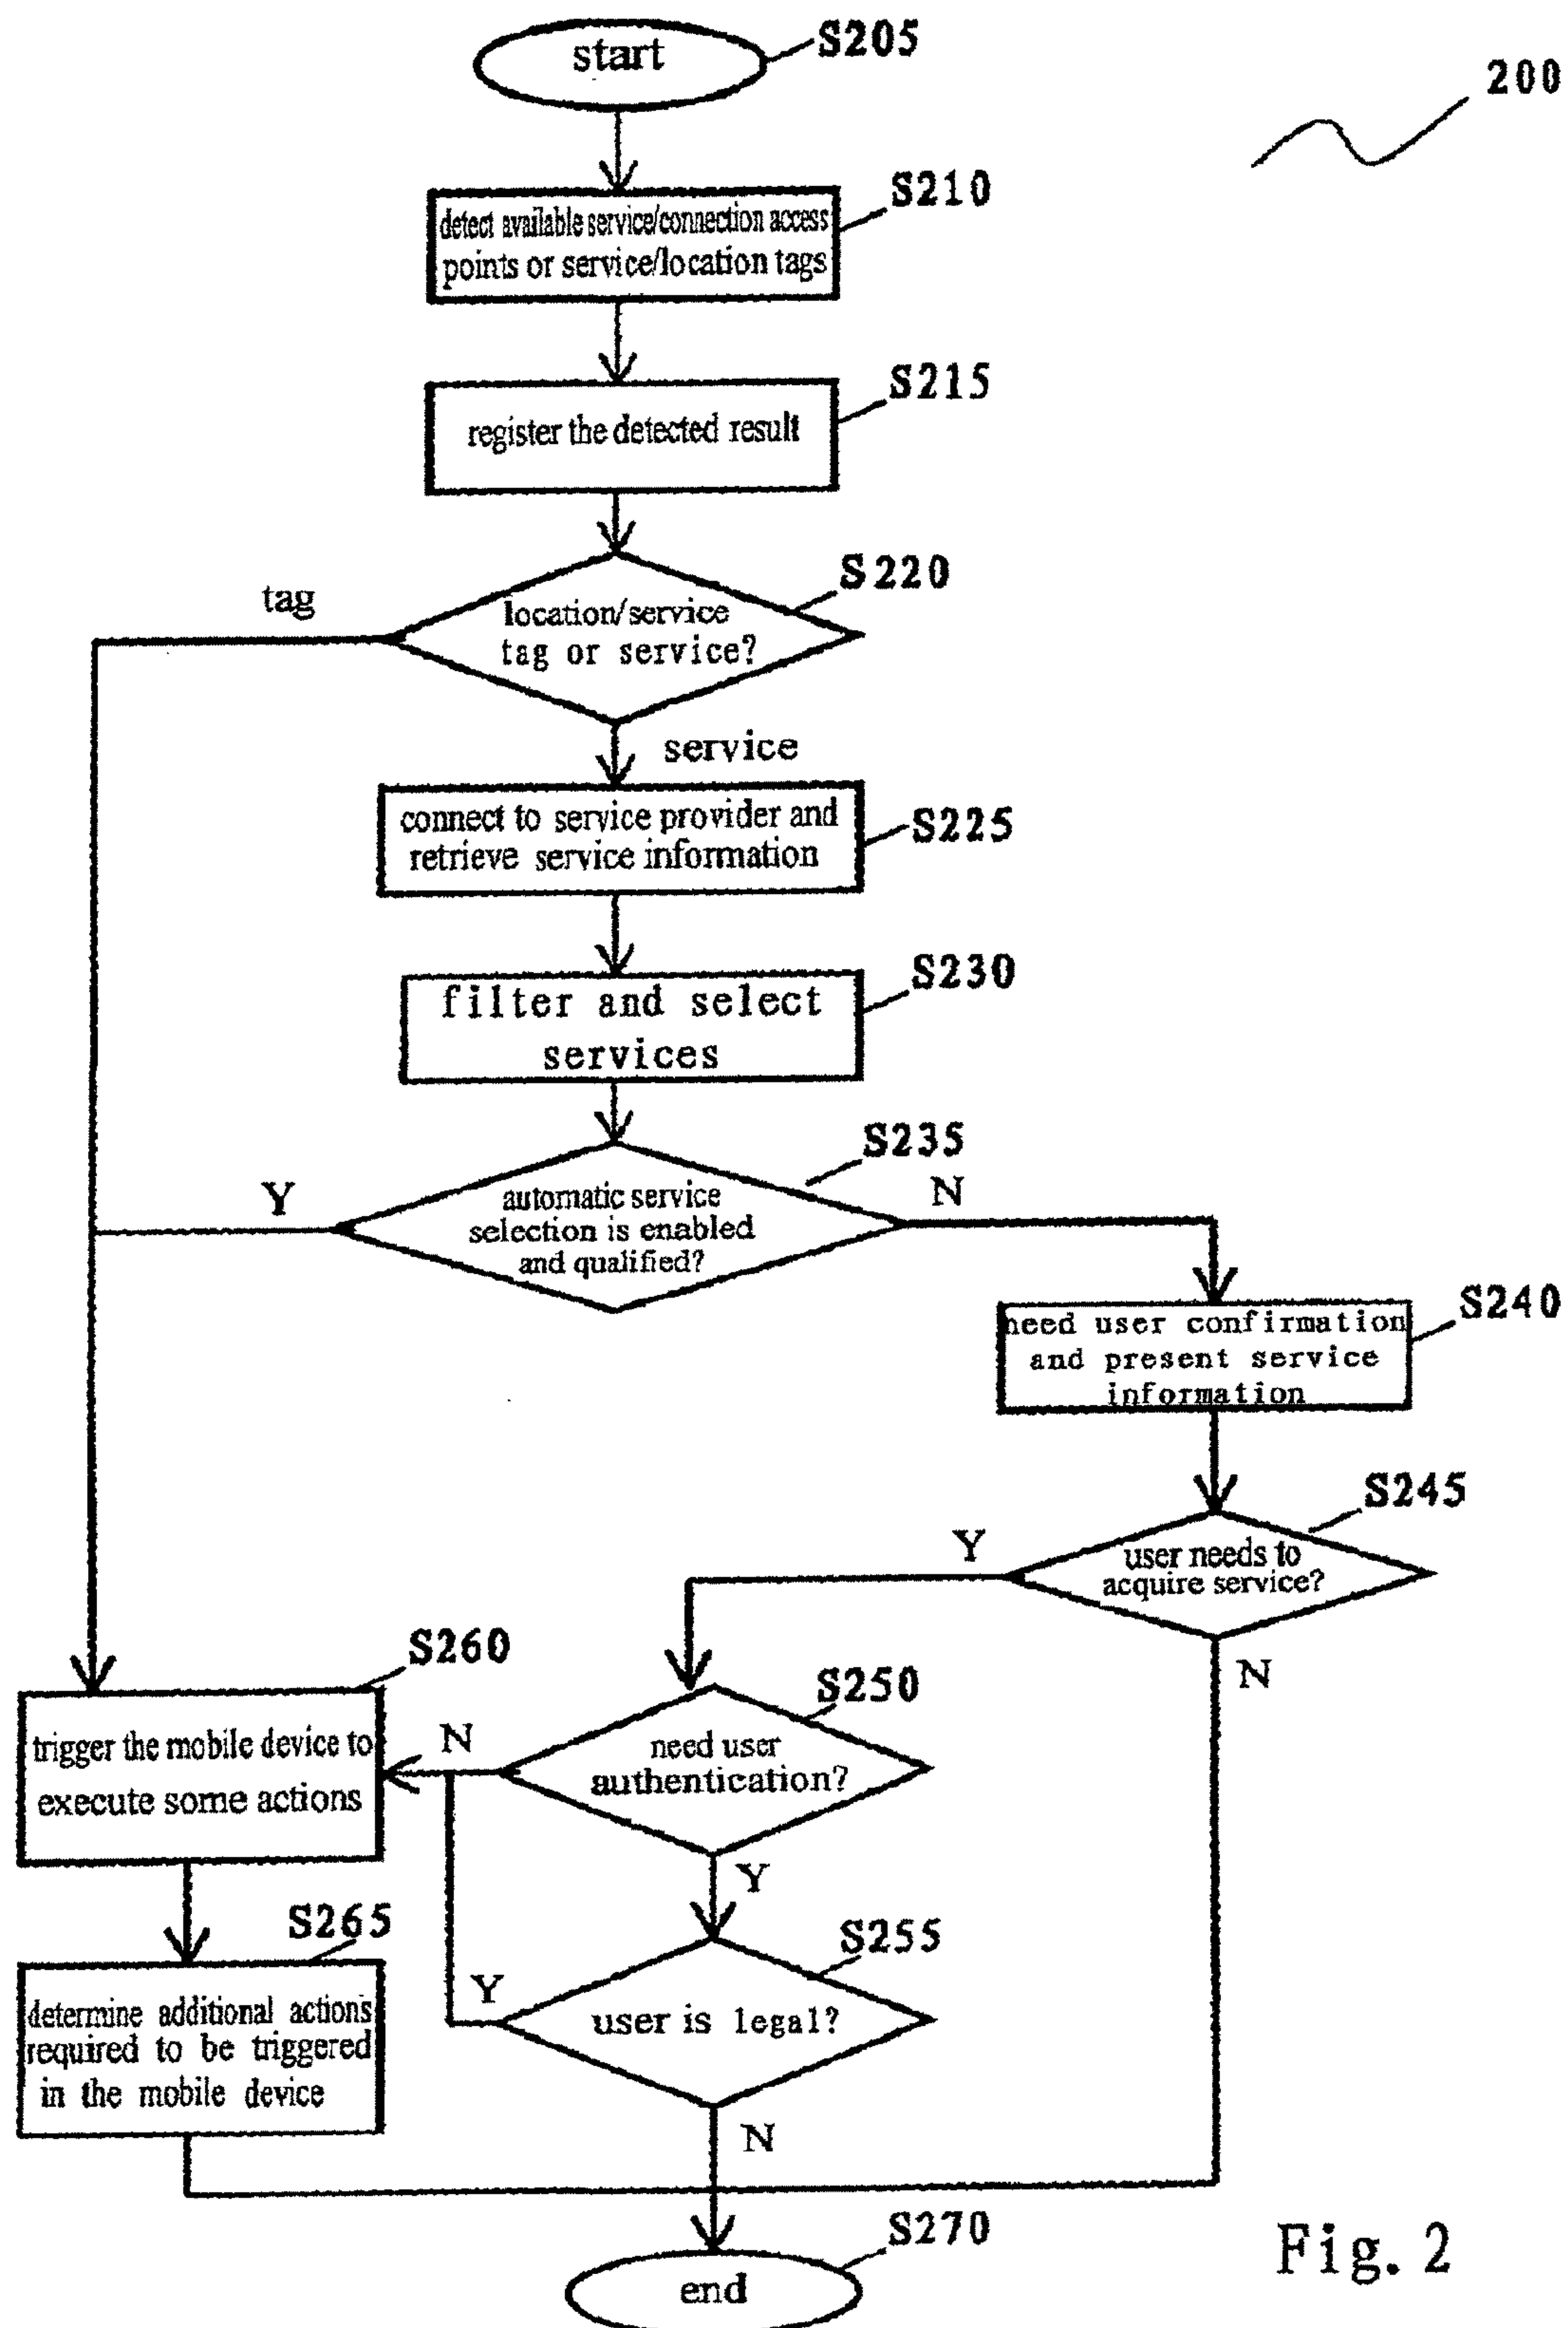 start
S205
200
S210
detect available service/connection access
points or service/location tags
S215
register the detected result
S220
tag
location/service
tag or service?
service
connect to service provider and
retrieve service information
S225
S230
filter and select
services
S235
Y
N
automatic service
selection is enabled
and qualified?
S240
need user confirmation
and present service
information
S245
Y
user needs to
acquire service?
N
S260
S250
trigger the mobile device to
execute some actions
N
need user
authentication?
Y
S265
S255
determine additional actions
required to be triggered
in the mobile device
Y
user is legal?
N
S270
end
Fig. 2